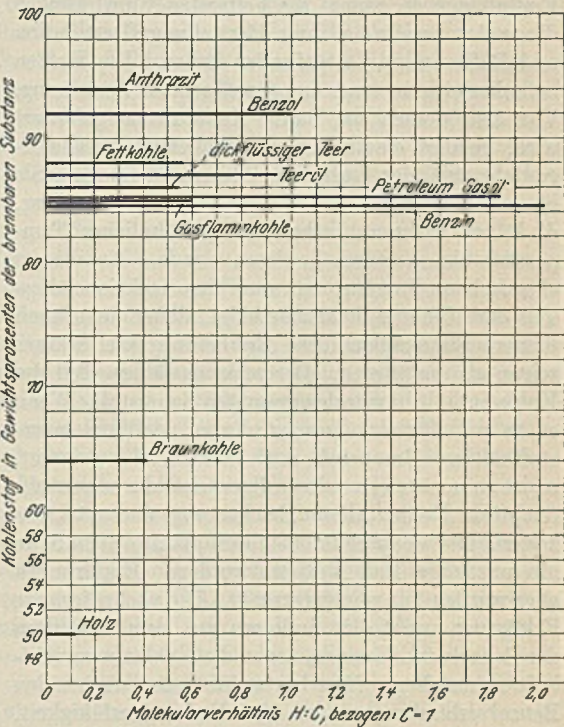 100
Anthrazit
Benzol
90
Fettkohle
dickflüssiger Teer
Teeröl
Petroleum Gasöl
Gasflammkohle
Benzin
80
70
Braunkohle
60
58
56
54
52
50
48
Holz
0 0,2 0,4 0,6 0,8 1,0 1,2 1,4 1,6 1,8 2,0
Molekularverhältnis H:C, bezogen: C=1
Kohlenstoff in Gewichtsprozenten der brennbaren Substanz